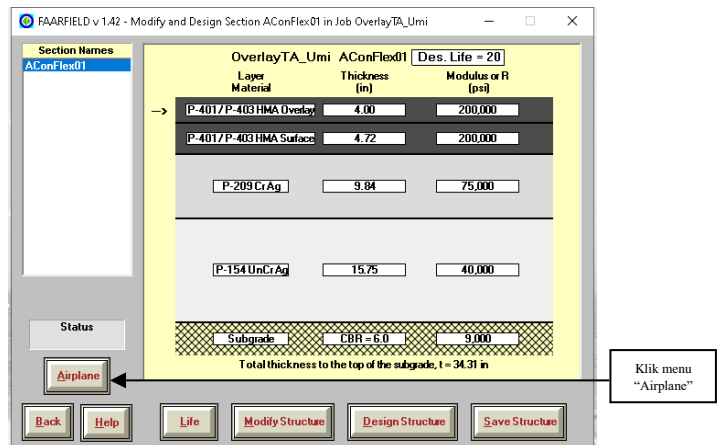 FAARFIELD v 1.42 - Modify and Design Section AConFlex01 in Job OverlayTA_Umi
Section Names
AConFlex01
OverlayTA_Umi AConFlex01 Des. Life = 20
Layer Material Thickness (in) Modulus or R (psi)
--> P-401/ P-403 HMA Overlay 4.00 200,000
P-401/ P-403 HMA Surface 4.72 200,000
P-209 Cr Ag 9.84 75,000
P-154 UnCr Ag 15.75 40,000
Subgrade CBR = 6.0 9,000
Total thickness to the top of the subgrade, t = 34.31 in
Status
Airplane
Klik menu
“Airplane”
Back Help Life Modify Structure Design Structure Save Structure